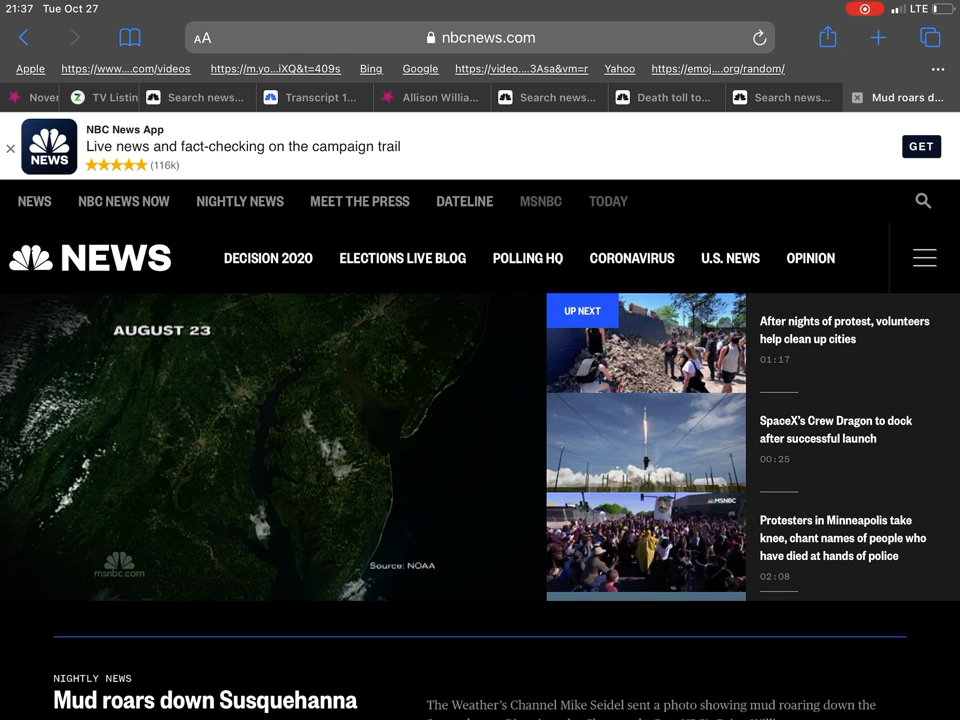 21:37 Tue Oct 27
LTE
AA
nbcnews.com
Apple https://www....com/videos https://m.yo...iXQ&t=409s Bing Google https://video....3Asa&vm=r Yahoo https://emoj....org/random/
Nover TV Listin Search news... Transcript 1... Allison Willia... Search news... Death toll to... Search news... Mud roars d...
NBC News App
Live news and fact-checking on the campaign trail
(116k)
NEWS
GET
NEWS NBC NEWS NOW NIGHTLY NEWS MEET THE PRESS DATELINE MSNBC TODAY
NEWS DECISION 2020 ELECTIONS LIVE BLOG POLLING HQ CORONAVIRUS U.S. NEWS OPINION
AUGUST 23
msnbc.com
Source: NOAA
UP NEXT
After nights of protest, volunteers
help clean up cities
01:17
SpaceX's Crew Dragon to dock
after successful launch
00:25
MSNBC
Protesters in Minneapolis take
knee, chant names of people who
have died at hands of police
02:08
NIGHTLY NEWS
Mud roars down Susquehanna
The Weather's Channel Mike Seidel sent a photo showing mud roaring down the